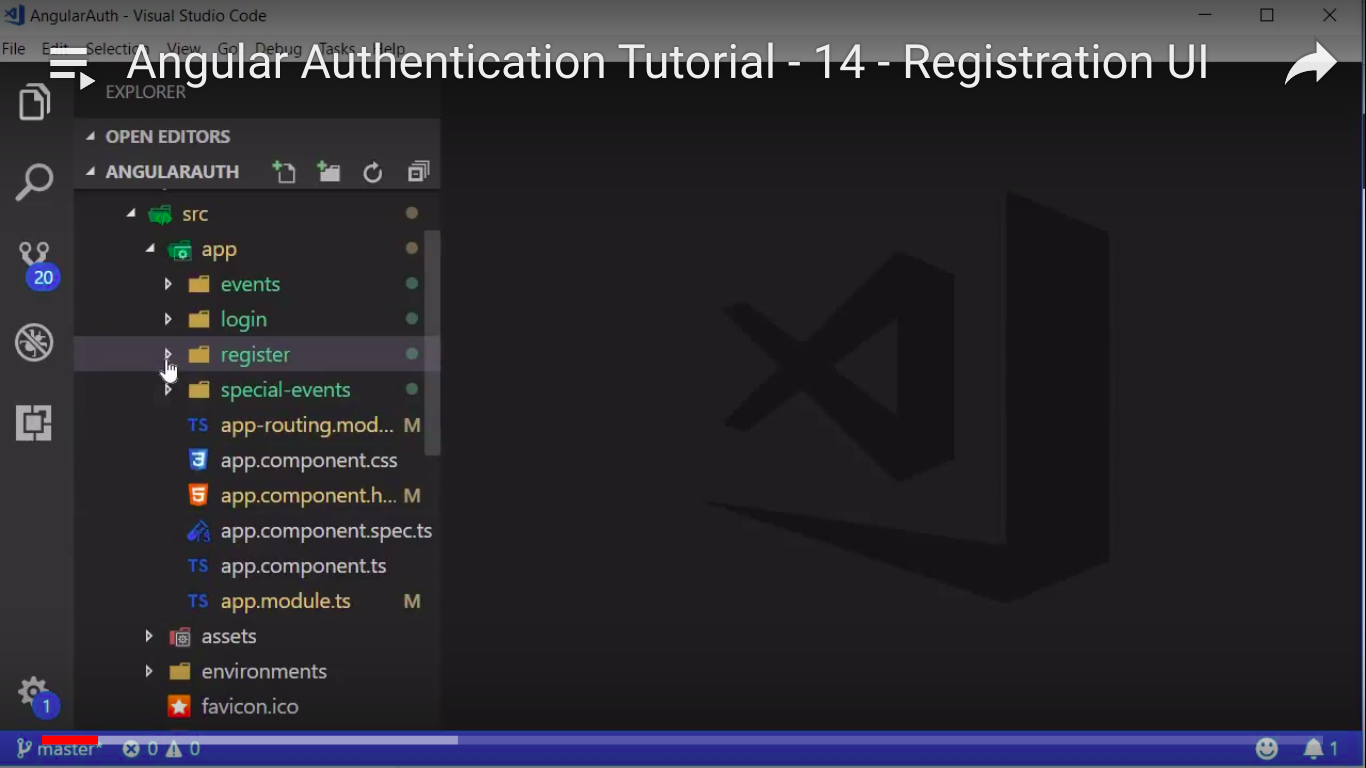 AngularAuth - Visual Studio Code
File Edit Selection View Go Debug Tasks Help
Angular Authentication Tutorial - 14 - Registration UI
EXPLORER
OPEN EDITORS
ANGULARAUTH
src
app
events
login
register
special-events
TS app-routing.mod... M
3 app.component.css
5 app.component.h... M
app.component.spec.ts
TS app.component.ts
TS app.module.ts M
assets
environments
favicon.ico
20
1
master* 0 0 1